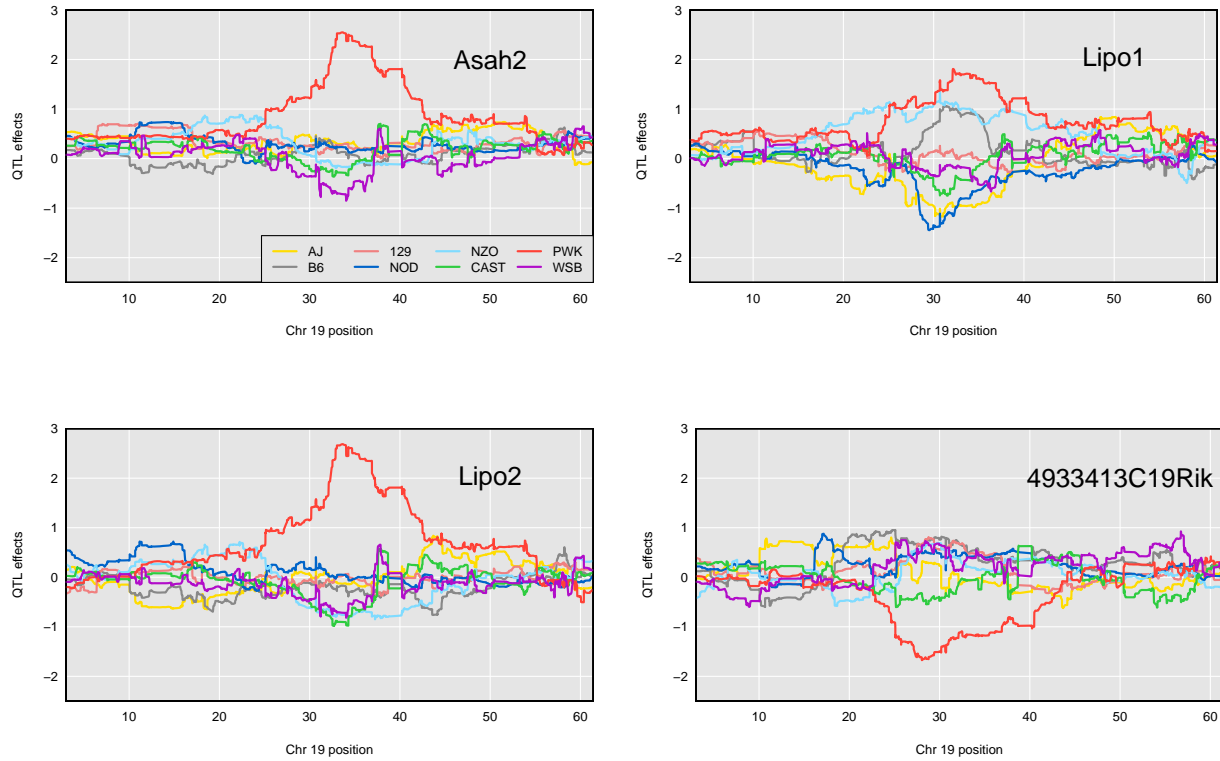 Asah2
QTL effects
3
2
1
0
−1
−2
AJ 129 NZO PWK
B6 NOD CAST WSB
10 20 30 40 50 60
Chr 19 position
Lipo1
QTL effects
3
2
1
0
−1
−2
10 20 30 40 50 60
Chr 19 position
Lipo2
QTL effects
3
2
1
0
−1
−2
10 20 30 40 50 60
Chr 19 position
4933413C19Rik
QTL effects
3
2
1
0
−1
−2
10 20 30 40 50 60
Chr 19 position